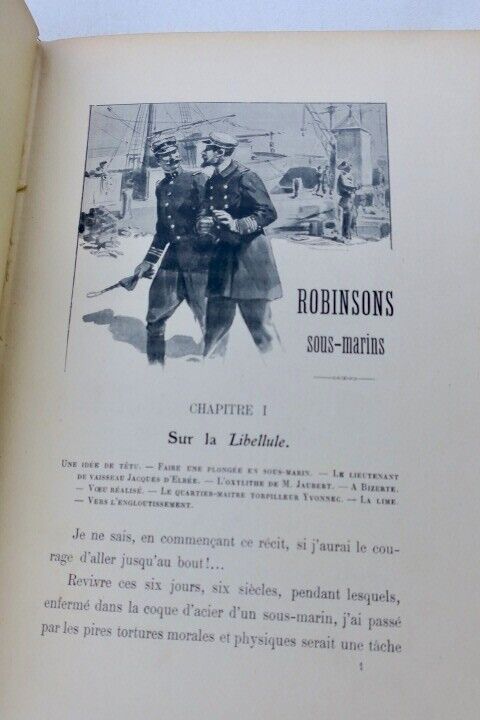 ROBINSONS
sous-marins
CHAPITRE I
Sur la Libellule.
Une idée de têtu. — Faire une plongée en sous-marin. — Le lieutenant
de vaisseau Jacques d'Elbée. — L'oxylithe de M. Jaubert. — A Bizerte.
— Vœu réalisé. — Le quartier-maitre torpilleur Yvonnec. — La lime
— Vers l'engloutissement.
Je ne sais, en commençant ce récit, si j'aurai le cou-
rage d'aller jusqu'au bout!...
Revivre ces six jours, six siècles, pendant lesquels,
enfermé dans la coque d'acier d'un sous-marin, j'ai passé
par les pires tortures morales et physiques serait une tâche
1